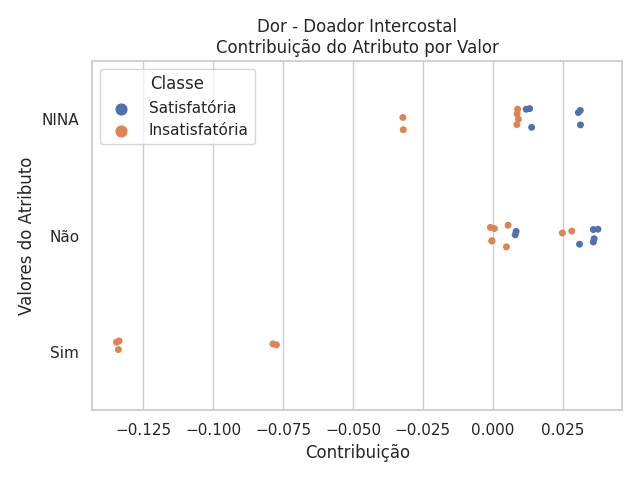 Dor - Doador Intercostal
Contribuição do Atributo por Valor
Classe
Satisfatória
Insatisfatória
Valores do Atributo
NINA
Não
Sim
−0.125 −0.100 −0.075 −0.050 −0.025 0.000 0.025
Contribuição